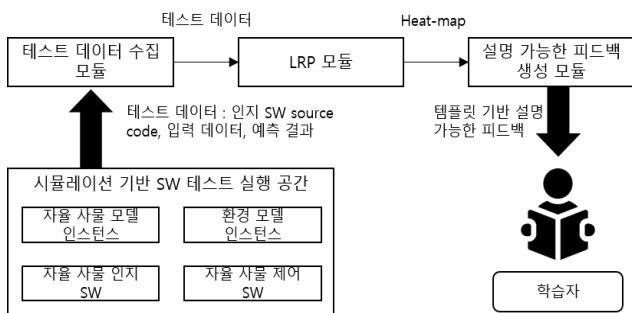 테스트 데이터
Heat-map
테스트 데이터 수집
모듈
LRP 모듈
설명 가능한 피드백
생성 모듈
테스트 데이터 : 인지 SW source
code, 입력 데이터, 예측 결과
템플릿 기반 설명
가능한 피드백
시뮬레이션 기반 SW 테스트 실행 공간
자율 사물 모델
인스턴스
환경 모델
인스턴스
자율 사물 인지
SW
자율 사물 제어
SW
학습자